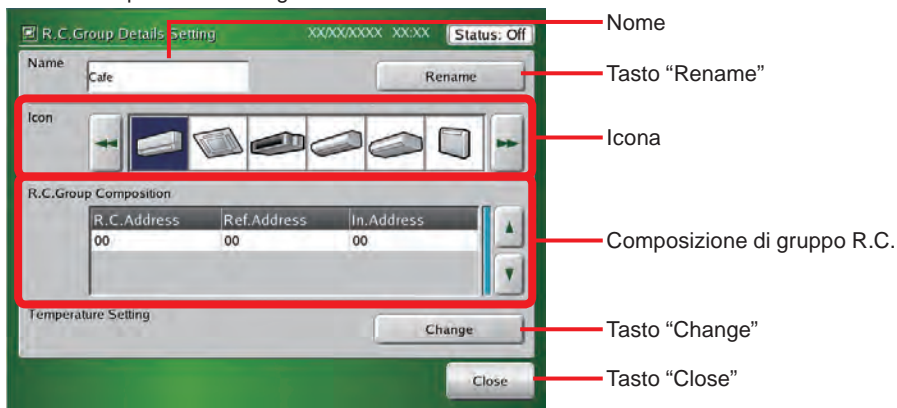 R.C.Group Details Setting XX/XX/XXXX XX:XX Status: Off
Nome
Name
Cafe
Rename
Tasto “Rename”
Icon
Icona
R.C.Group Composition
R.C.Address Ref.Address In.Address
00 00 00
Composizione di gruppo R.C.
Temperature Setting
Change
Tasto “Change”
Close
Tasto “Close”